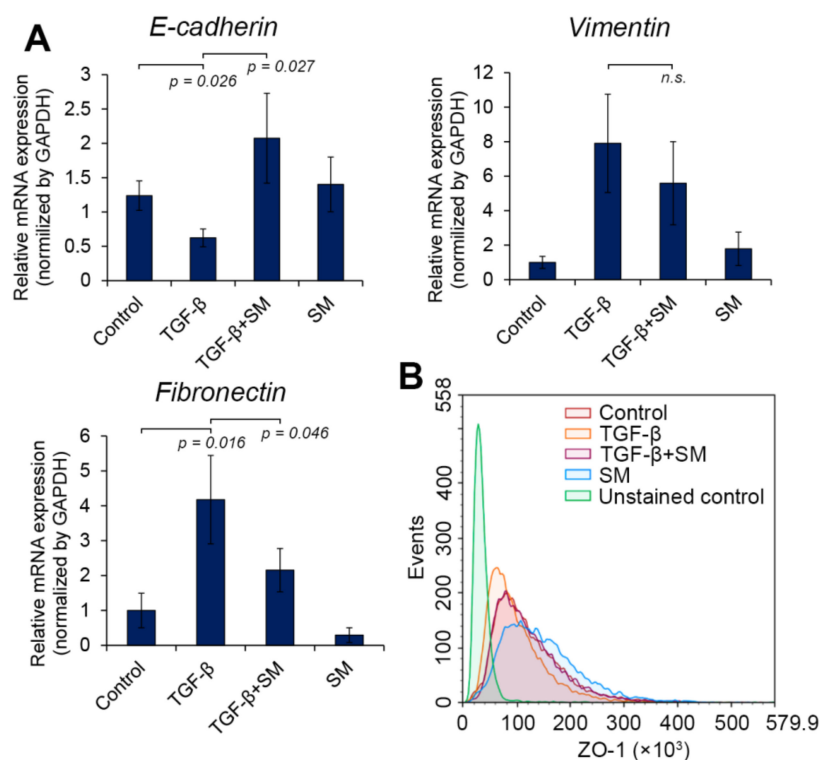 A
E-cadherin
Relative mRNA expression
(normilized by GAPDH)
3
2.5
2
1.5
1
0.5
0
p = 0.026
p = 0.027
Control
TGF-β
TGF-β+SM
SM
Vimentin
Relative mRNA expression
(normilized by GAPDH)
12
10
8
6
4
2
0
n.s.
Control
TGF-β
TGF-β+SM
SM
Fibronectin
Relative mRNA expression
(normalized by GAPDH)
6
5
4
3
2
1
0
p = 0.016
p = 0.046
Control
TGF-β
TGF-β+SM
SM
B
558
400
300
200
100
0
Events
Control
TGF-β
TGF-β+SM
SM
Unstained control
0
100
200
300
400
500
579.9
ZO-1 (×10³)